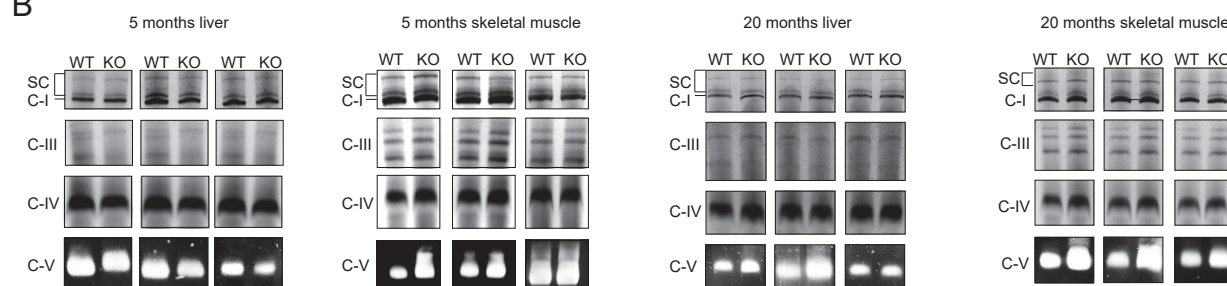 B
5 months liver
5 months skeletal muscle
20 months liver
20 months skeletal muscle
WT KO WT KO WT KO
WT KO WT KO WT KO
WT KO WT KO WT KO
WT KO WT KO WT KO
SC
C-I
C-III
C-IV
C-V
SC
C-I
C-III
C-IV
C-V
SC
C-I
C-III
C-IV
C-V
SC
C-I
C-III
C-IV
C-V